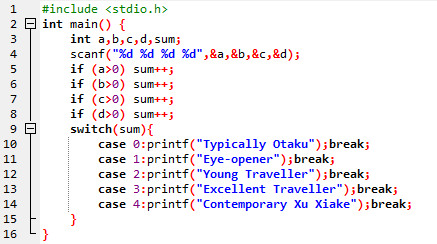 1 #include <stdio.h>
2 int main() {
3 int a,b,c,d,sum;
4 scanf("%d %d %d %d",&a,&b,&c,&d);
5 if (a>0) sum++;
6 if (b>0) sum++;
7 if (c>0) sum++;
8 if (d>0) sum++;
9 switch(sum){
10 case 0:printf("Typically Otaku");break;
11 case 1:printf("Eye-opener");break;
12 case 2:printf("Young Traveller");break;
13 case 3:printf("Excellent Traveller");break;
14 case 4:printf("Contemporary Xu Xiake");break;
15 }
16 }